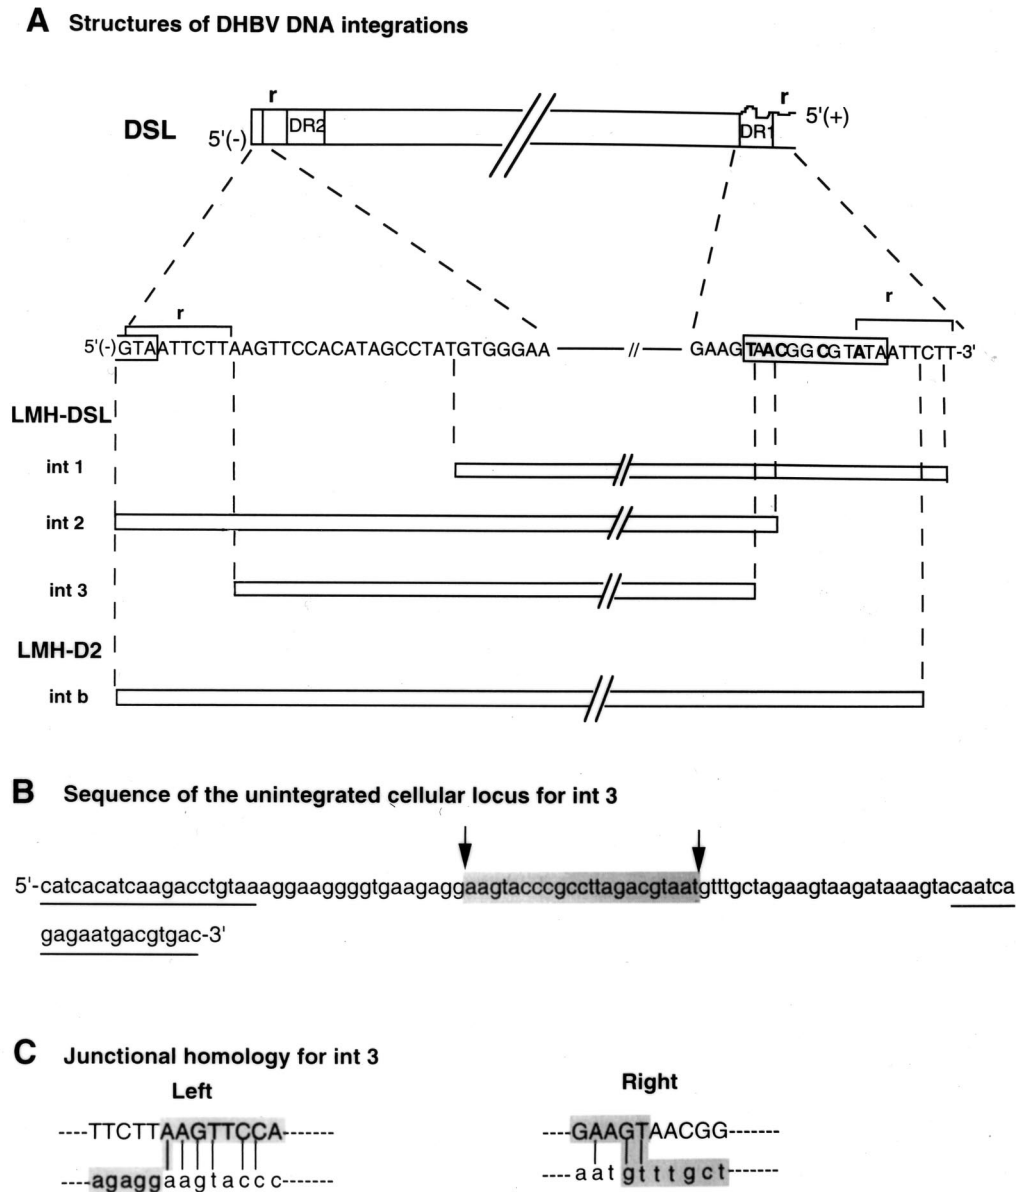 A Structures of DHBV DNA integrations
r
r
DSL 5'(-) DR2 DR1 5'(+)
r
r
5'(-)GTAATTCTTAAGTTCCACATAGCCTATGTGGGAA // GAAGTAACGGCGTATAATTCTT-3'
LMH-DSL
int 1
int 2
int 3
LMH-D2
int b
B Sequence of the unintegrated cellular locus for int 3
5'-catcacatcaagacctgtaaaggaaggggtgaagaggaagtacccgccttagacgtaatgtttgctagaagtaagataaagtacaatca
gagaatgacgtgac-3'
C Junctional homology for int 3
Left Right
----TTCTTAAGTTCCA------- ----GAAGTAACGG-------
----agaggaagtaccc------- ----aatgtttgct-------